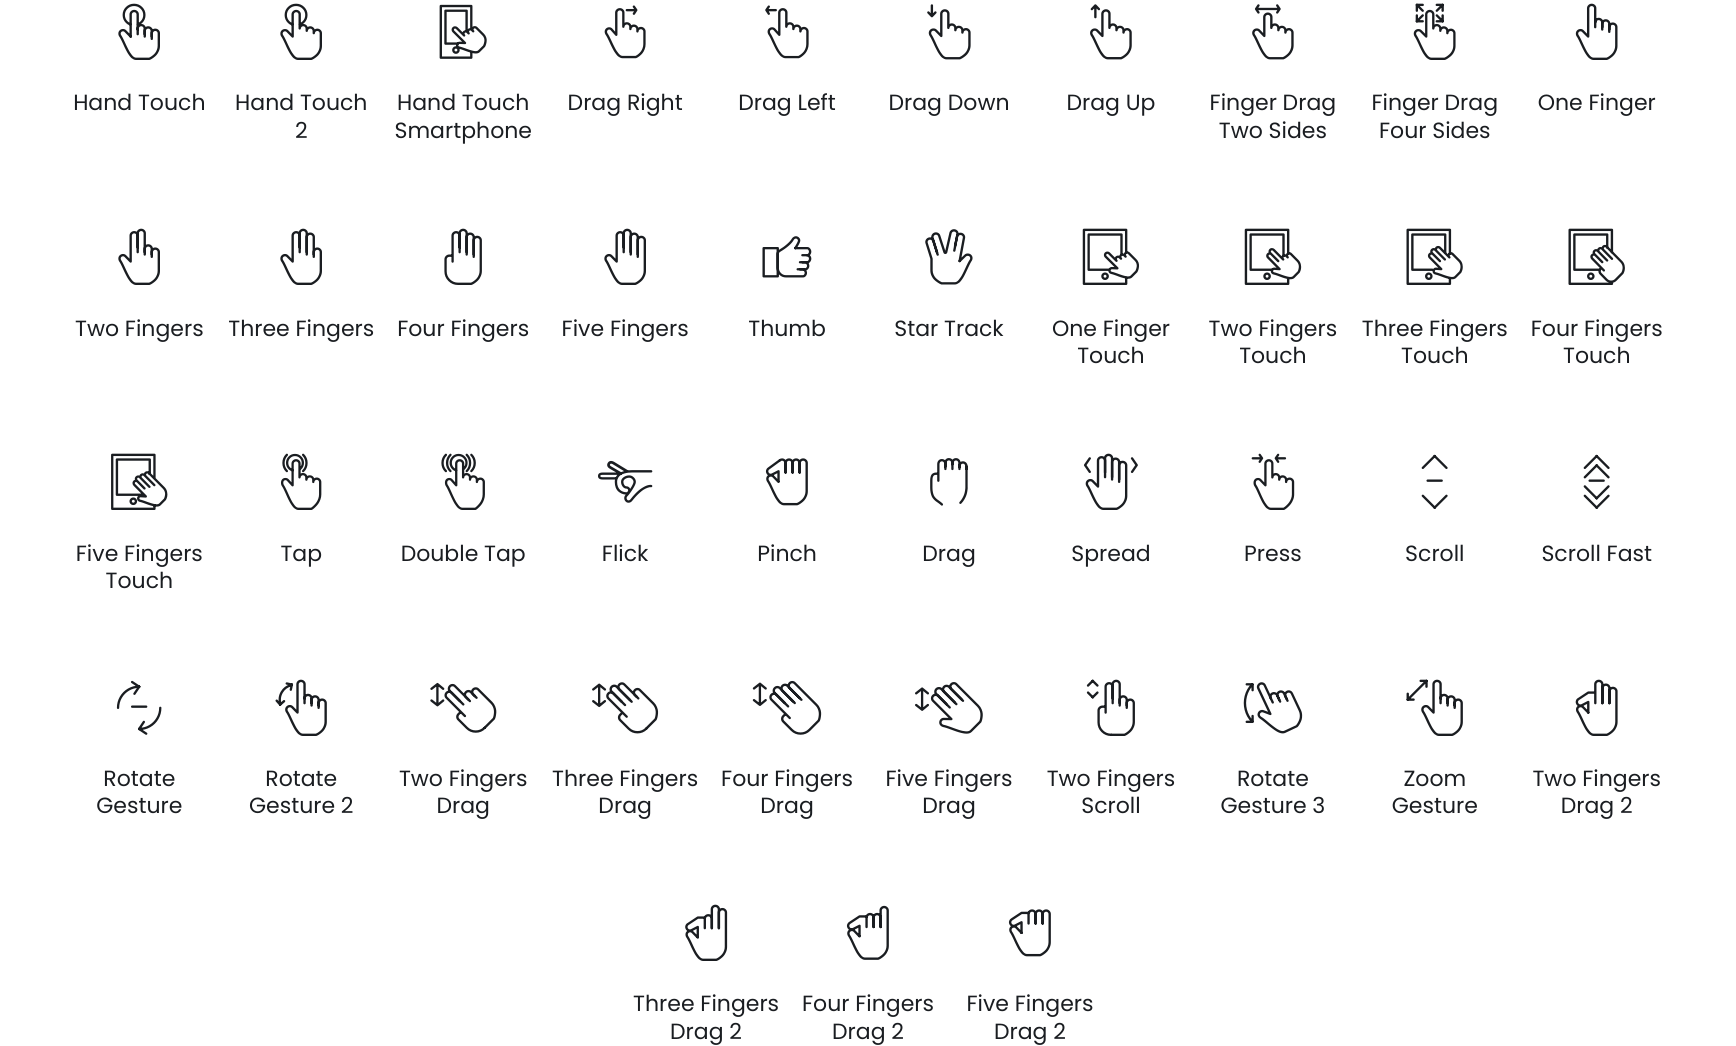 Hand Touch
Hand Touch
2
Hand Touch
Smartphone
Drag Right
Drag Left
Drag Down
Drag Up
Finger Drag
Two Sides
Finger Drag
Four Sides
One Finger
Two Fingers
Three Fingers
Four Fingers
Five Fingers
Thumb
Star Track
One Finger
Touch
Two Fingers
Touch
Three Fingers
Touch
Four Fingers
Touch
Five Fingers
Touch
Tap
Double Tap
Flick
Pinch
Drag
Spread
Press
Scroll
Scroll Fast
Rotate
Gesture
Rotate
Gesture 2
Two Fingers
Drag
Three Fingers
Drag
Four Fingers
Drag
Five Fingers
Drag
Two Fingers
Scroll
Rotate
Gesture 3
Zoom
Gesture
Two Fingers
Drag 2
Three Fingers
Drag 2
Four Fingers
Drag 2
Five Fingers
Drag 2